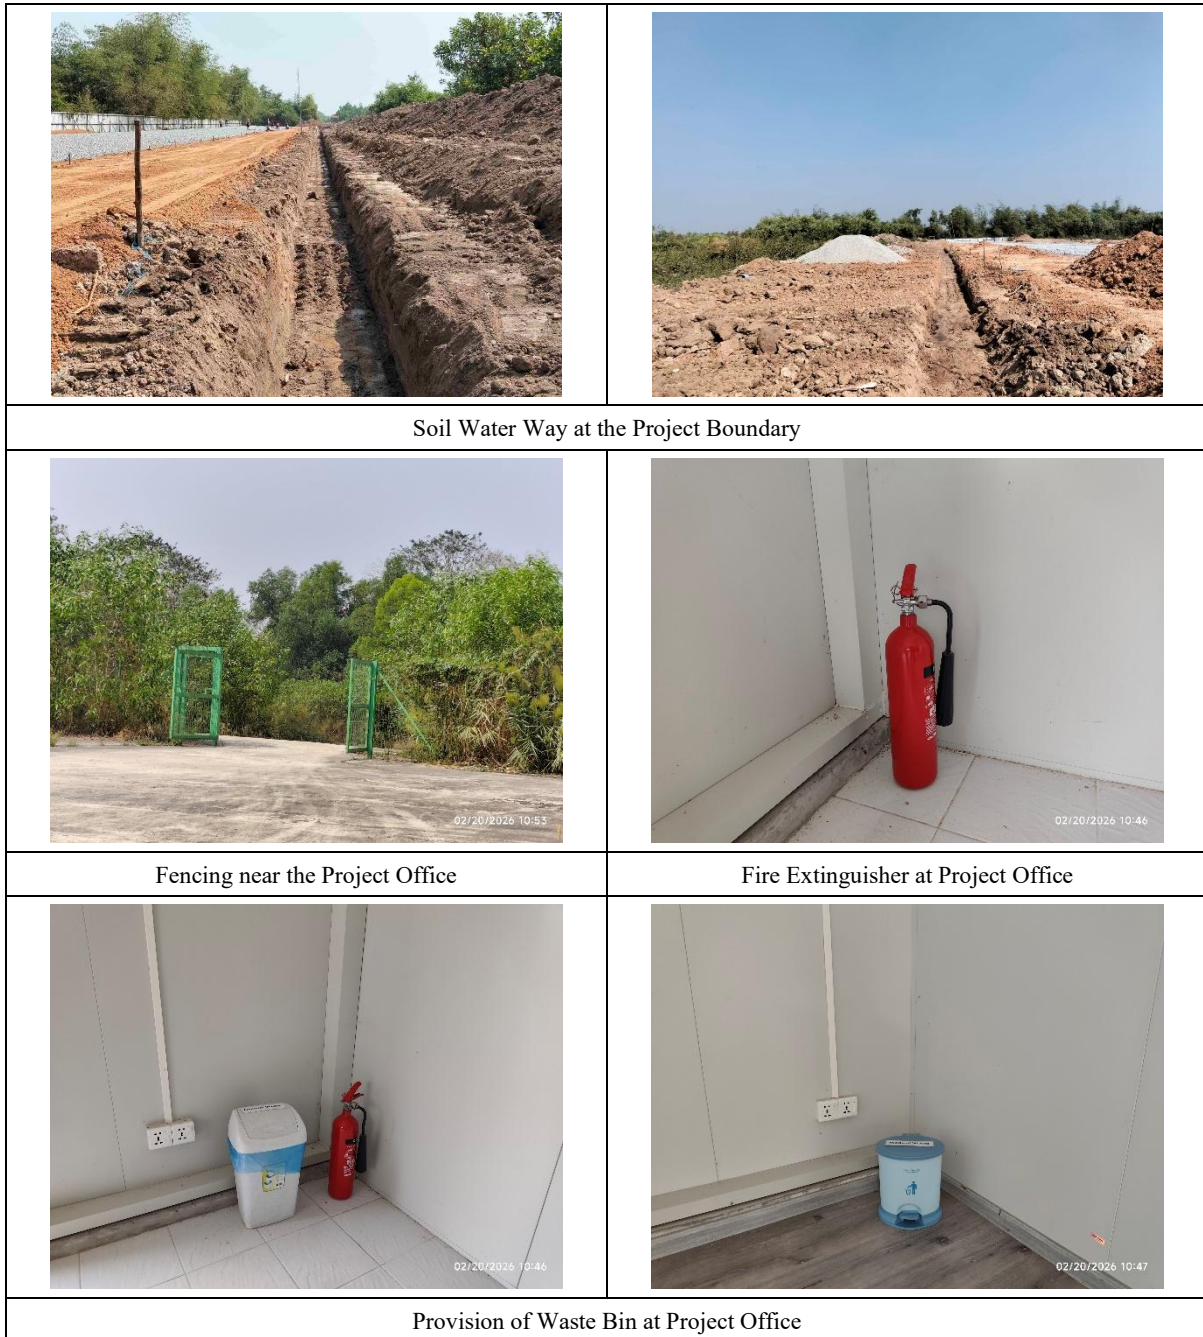 Soil Water Way at the Project Boundary
02/20/2026 10:53
02/20/2026 10:46
Fencing near the Project Office
Fire Extinguisher at Project Office
02/20/2026 10:46
02/20/2026 10:47
Provision of Waste Bin at Project Office